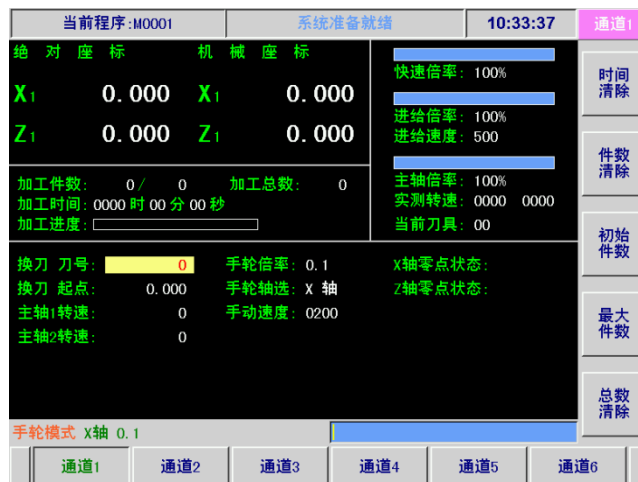 当前程序:M0001 系统准备就绪 10:33:37 通道1
绝 对 座 标 机 械 座 标
X1 0.000 X1 0.000
Z1 0.000 Z1 0.000
快速倍率: 100%
进给倍率: 100%
进给速度: 500
主轴倍率: 100%
实测转速: 0000 0000
当前刀具: 00
加工件数: 0/ 0 加工总数: 0
加工时间: 0000 时 00 分 00 秒
加工进度:
换刀 刀号: 0 手轮倍率: 0.1 X轴零点状态:
换刀 起点: 0.000 手轮轴选: X 轴 Z轴零点状态:
主轴1转速: 0 手动速度: 0200
主轴2转速: 0
时间
清除
件数
清除
初始
件数
最大
件数
总数
清除
手轮模式 X轴 0.1
通道1 通道2 通道3 通道4 通道5 通道6